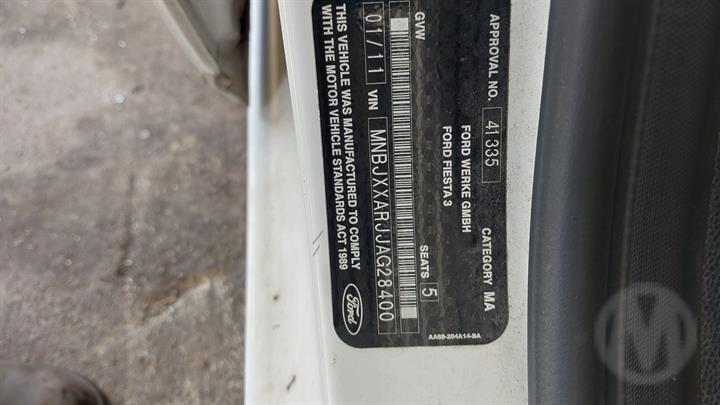 APPROVAL NO. 41335 CATEGORY MA
FORD WERKE GMBH
FORD FIESTA 3
GVW SEATS 5
01/11 VIN MNBJXXARJJAG28400
THIS VEHICLE WAS MANUFACTURED TO COMPLY
WITH THE MOTOR VEHICLE STANDARDS ACT 1989
Ford
AA69-204A14-BA
M